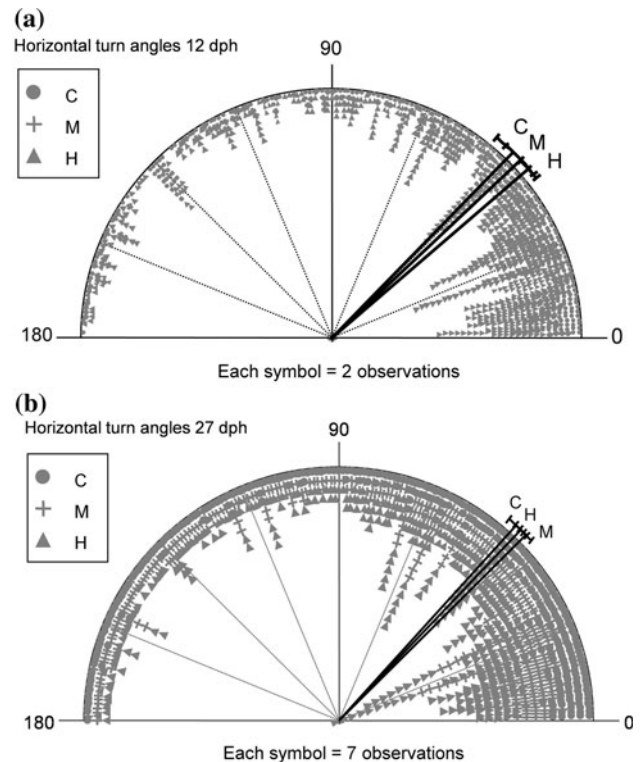 (a)
Horizontal turn angles 12 dph
90
C
M
H
C
M
H
180
0
Each symbol = 2 observations
(b)
Horizontal turn angles 27 dph
90
C
M
H
C
H
M
180
0
Each symbol = 7 observations